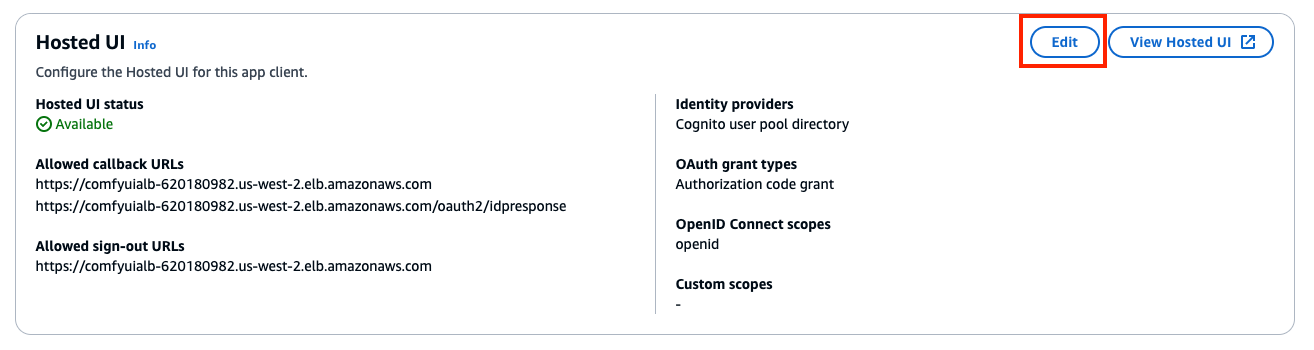 Hosted UI Info
Edit
View Hosted UI
Configure the Hosted UI for this app client.
Hosted UI status
Available
Allowed callback URLs
https://comfyuialb-620180982.us-west-2.elb.amazonaws.com
https://comfyuialb-620180982.us-west-2.elb.amazonaws.com/oauth2/idpresponse
Allowed sign-out URLs
https://comfyuialb-620180982.us-west-2.elb.amazonaws.com
Identity providers
Cognito user pool directory
OAuth grant types
Authorization code grant
OpenID Connect scopes
openid
Custom scopes
-